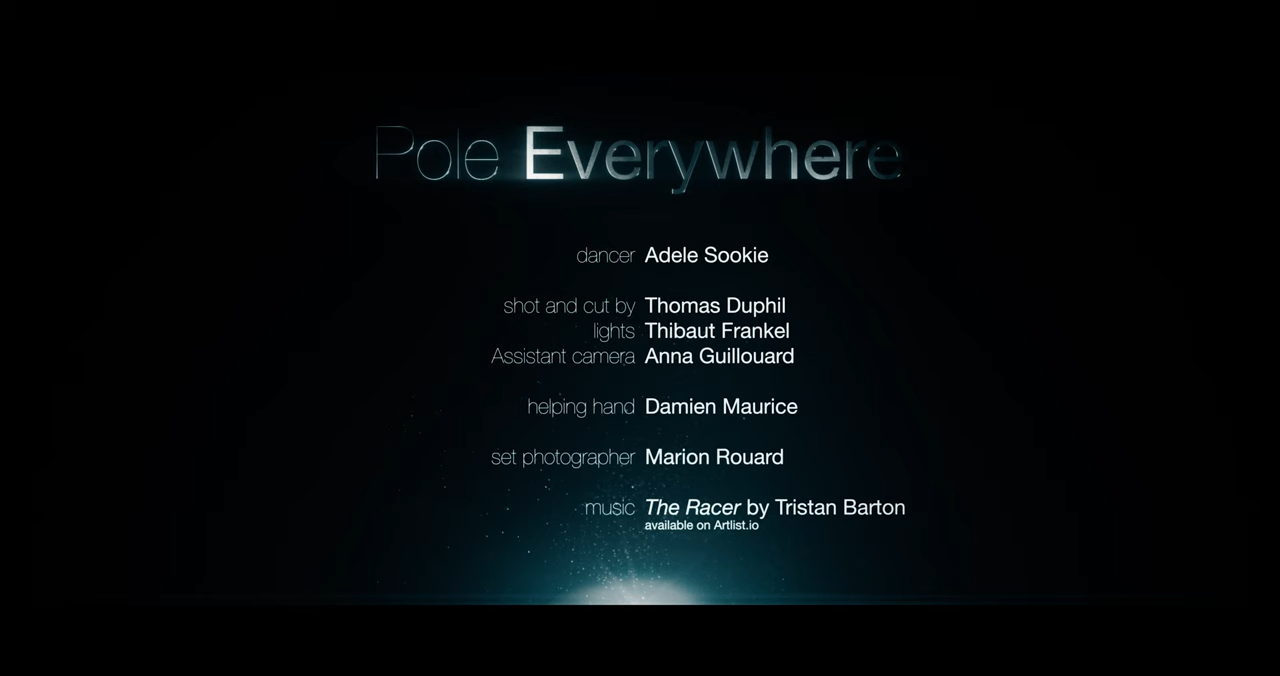 Pole Everywhere
dancer Adele Sookie
shot and cut by Thomas Duphil
lights Thibaut Frankel
Assistant camera Anna Guillouard
helping hand Damien Maurice
set photographer Marion Rouard
music The Racer by Tristan Barton
available on Artlist.io